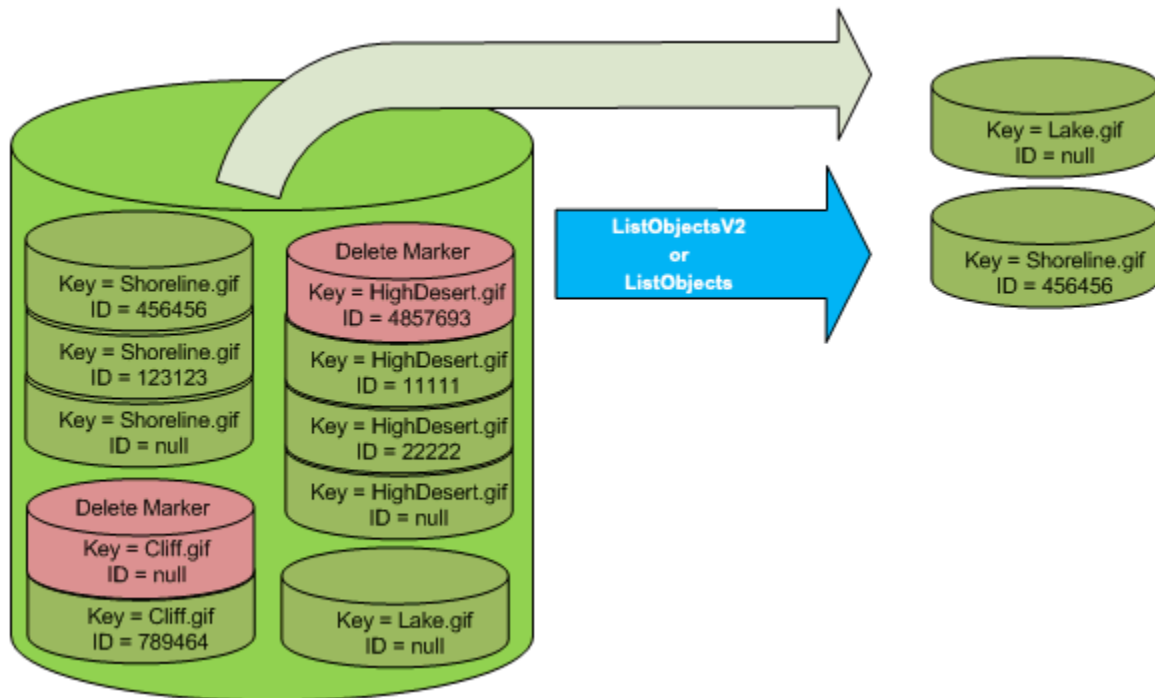 Key = Shoreline.gif
ID = 456456
Key = Shoreline.gif
ID = 123123
Key = Shoreline.gif
ID = null
Delete Marker
Key = Cliff.gif
ID = null
Key = Cliff.gif
ID = 789464
Delete Marker
Key = HighDesert.gif
ID = 4857693
Key = HighDesert.gif
ID = 11111
Key = HighDesert.gif
ID = 22222
Key = HighDesert.gif
ID = null
Key = Lake.gif
ID = null
ListObjectsV2
or
ListObjects
Key = Lake.gif
ID = null
Key = Shoreline.gif
ID = 456456